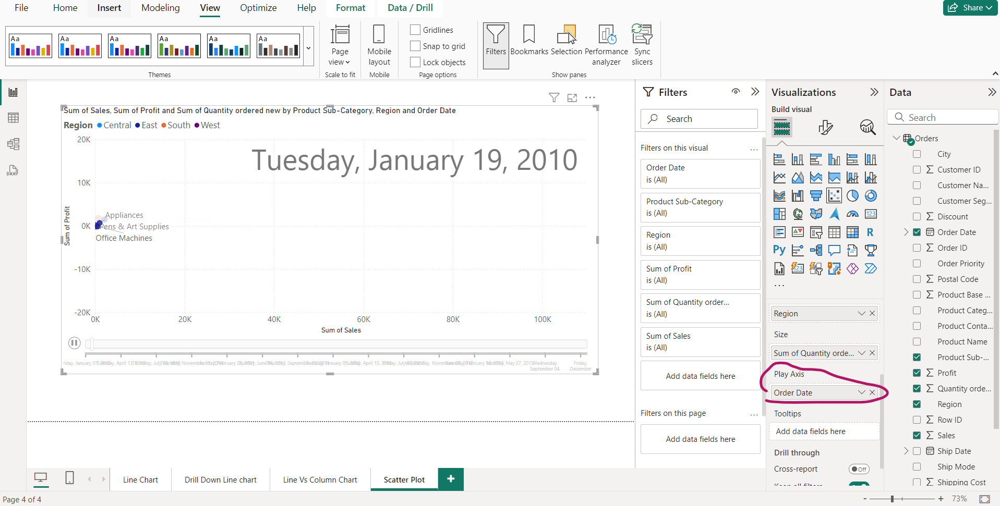 File Home Insert Modeling View Optimize Help Format Data / Drill Share
Aa Aa Aa Aa Aa Aa
Themes
Page view
Scale to fit
Mobile layout
Mobile
Gridlines
Snap to grid
Lock objects
Page options
Filters
Bookmarks
Selection
Performance analyzer
Sync slicers
Show panes
DAX
Sum of Sales, Sum of Profit and Sum of Quantity ordered new by Product Sub-Category, Region and Order Date
Region Central East South West
Tuesday, January 19, 2010
Sum of Profit
20K
10K
0K
-10K
-20K
Appliances
Pens & Art Supplies
Office Machines
0K 20K 40K 60K 80K 100K
Sum of Sales
Wednesday, September 04,
Friday, December
Filters
Search
Filters on this visual ...
Order Date
is (All)
Product Sub-Category
is (All)
Region
is (All)
Sum of Profit
is (All)
Sum of Quantity order...
is (All)
Sum of Sales
is (All)
Add data fields here
Filters on this page ...
Add data fields here
Visualizations
Build visual
123
R
Py
123
...
Region
Size
Sum of Quantity orde...
Play Axis
Order Date
Tooltips
Add data fields here
Drill through
Cross-report Off
Keep all filters
Data
Search
Orders
City
Customer ID
Customer Na...
Customer Seg...
Discount
Order Date
Order ID
Order Priority
Postal Code
Product Base ...
Product Categ...
Product Conta...
Product Name
Product Sub-...
Profit
Quantity orde...
Region
Row ID
Sales
Ship Date
Ship Mode
Shipping Cost
Line Chart Drill Down Line chart Line Vs Column Chart Scatter Plot +
Page 4 of 4
- + 73%